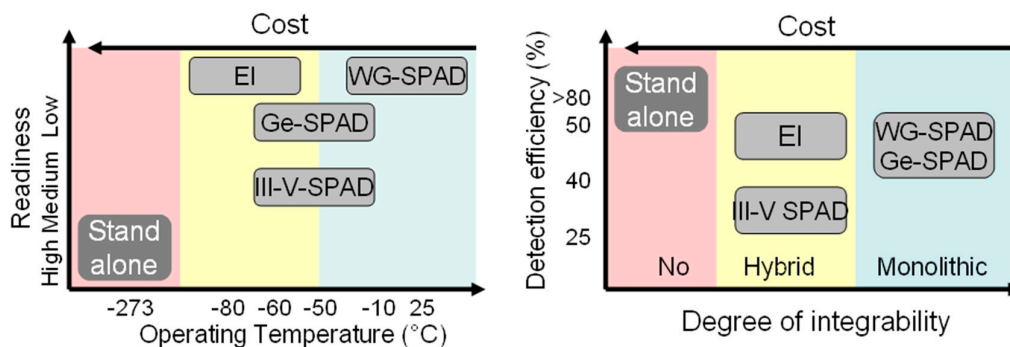 Cost
Readiness
High Medium Low
EI
WG-SPAD
Ge-SPAD
III-V-SPAD
Stand
alone
-273
-80
-60
-50
-10
25
Operating Temperature (°C)
Cost
Detection efficiency (%)
>80
50
40
25
Stand
alone
EI
WG-SPAD
Ge-SPAD
III-V SPAD
No
Hybrid
Monolithic
Degree of integrability